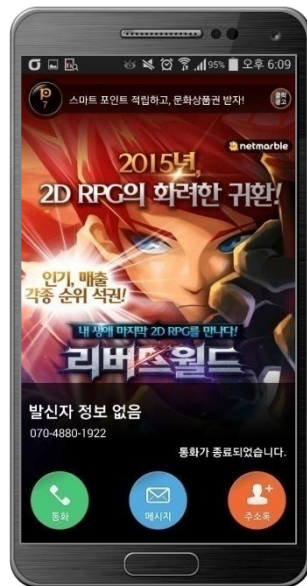 95% 오후 6:09
P
7
스마트 포인트 적립하고, 문화상품권 받자!
netmarble
2015년,
2D RPG의 화려한 귀환!
인기, 매출
각종 순위 석권!
내 생애 마지막 2D RPG를 만나다!
리버스월드
발신자 정보 없음
070-4880-1922
통화가 종료되었습니다.
통화
메시지
주소록